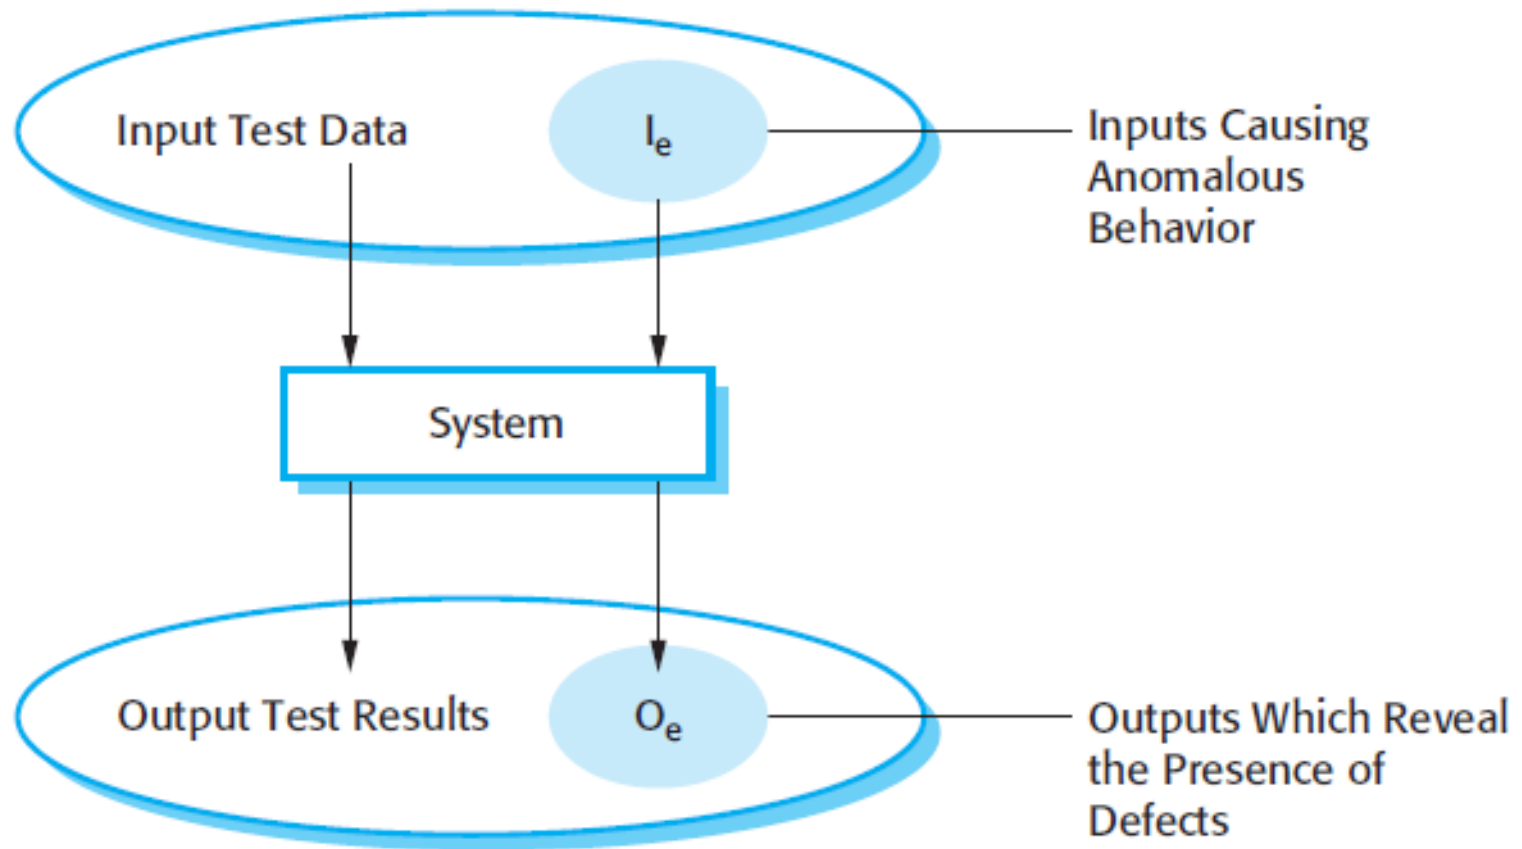 Input Test Data
Iₑ
Inputs Causing
Anomalous
Behavior
System
Output Test Results
Oₑ
Outputs Which Reveal
the Presence of
Defects